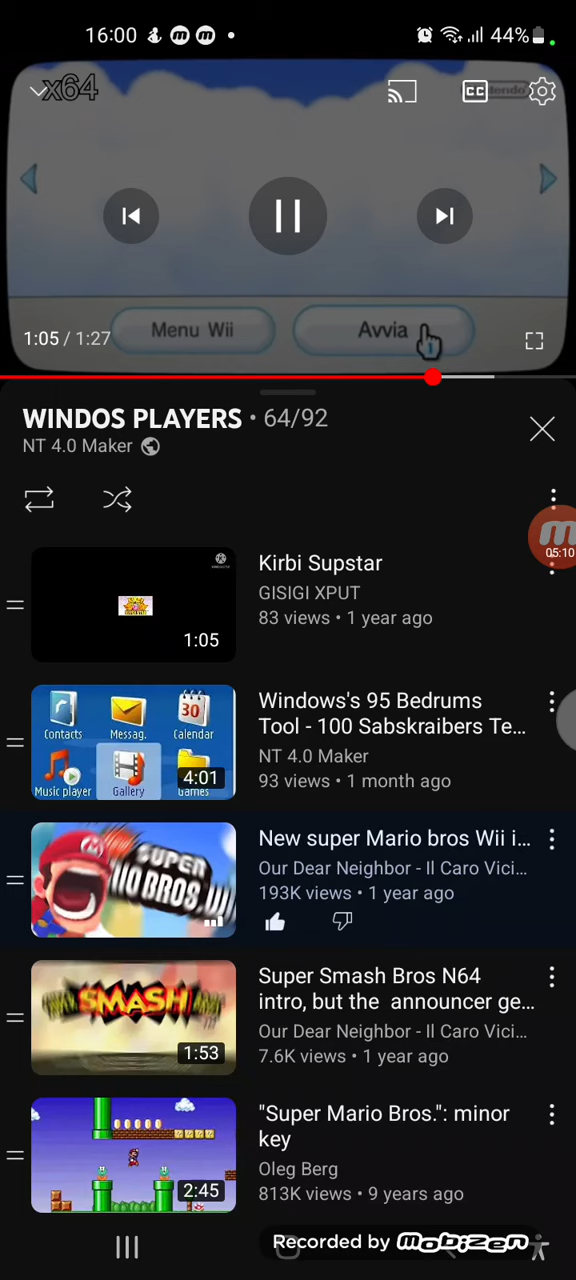 16:00
44%
x64
CC
Menu Wii
Avvia
1
1:05 / 1:27
WINDOS PLAYERS • 64/92
NT 4.0 Maker
05:10
1:05
Kirbi Supstar
GISIGI XPUT
83 views • 1 year ago
Contacts
Messag.
30
Calendar
Music player
Gallery
Games
4:01
Windows's 95 Bedrums
Tool - 100 Sabskraibers Te...
NT 4.0 Maker
93 views • 1 month ago
SUPER
IO BROS.
New super Mario bros Wii i...
Our Dear Neighbor - Il Caro Vici...
193K views • 1 year ago
SMASH
1:53
Super Smash Bros N64
intro, but the announcer ge...
Our Dear Neighbor - Il Caro Vici...
7.6K views • 1 year ago
2:45
"Super Mario Bros.": minor
key
Oleg Berg
813K views • 9 years ago
Recorded by mobizen